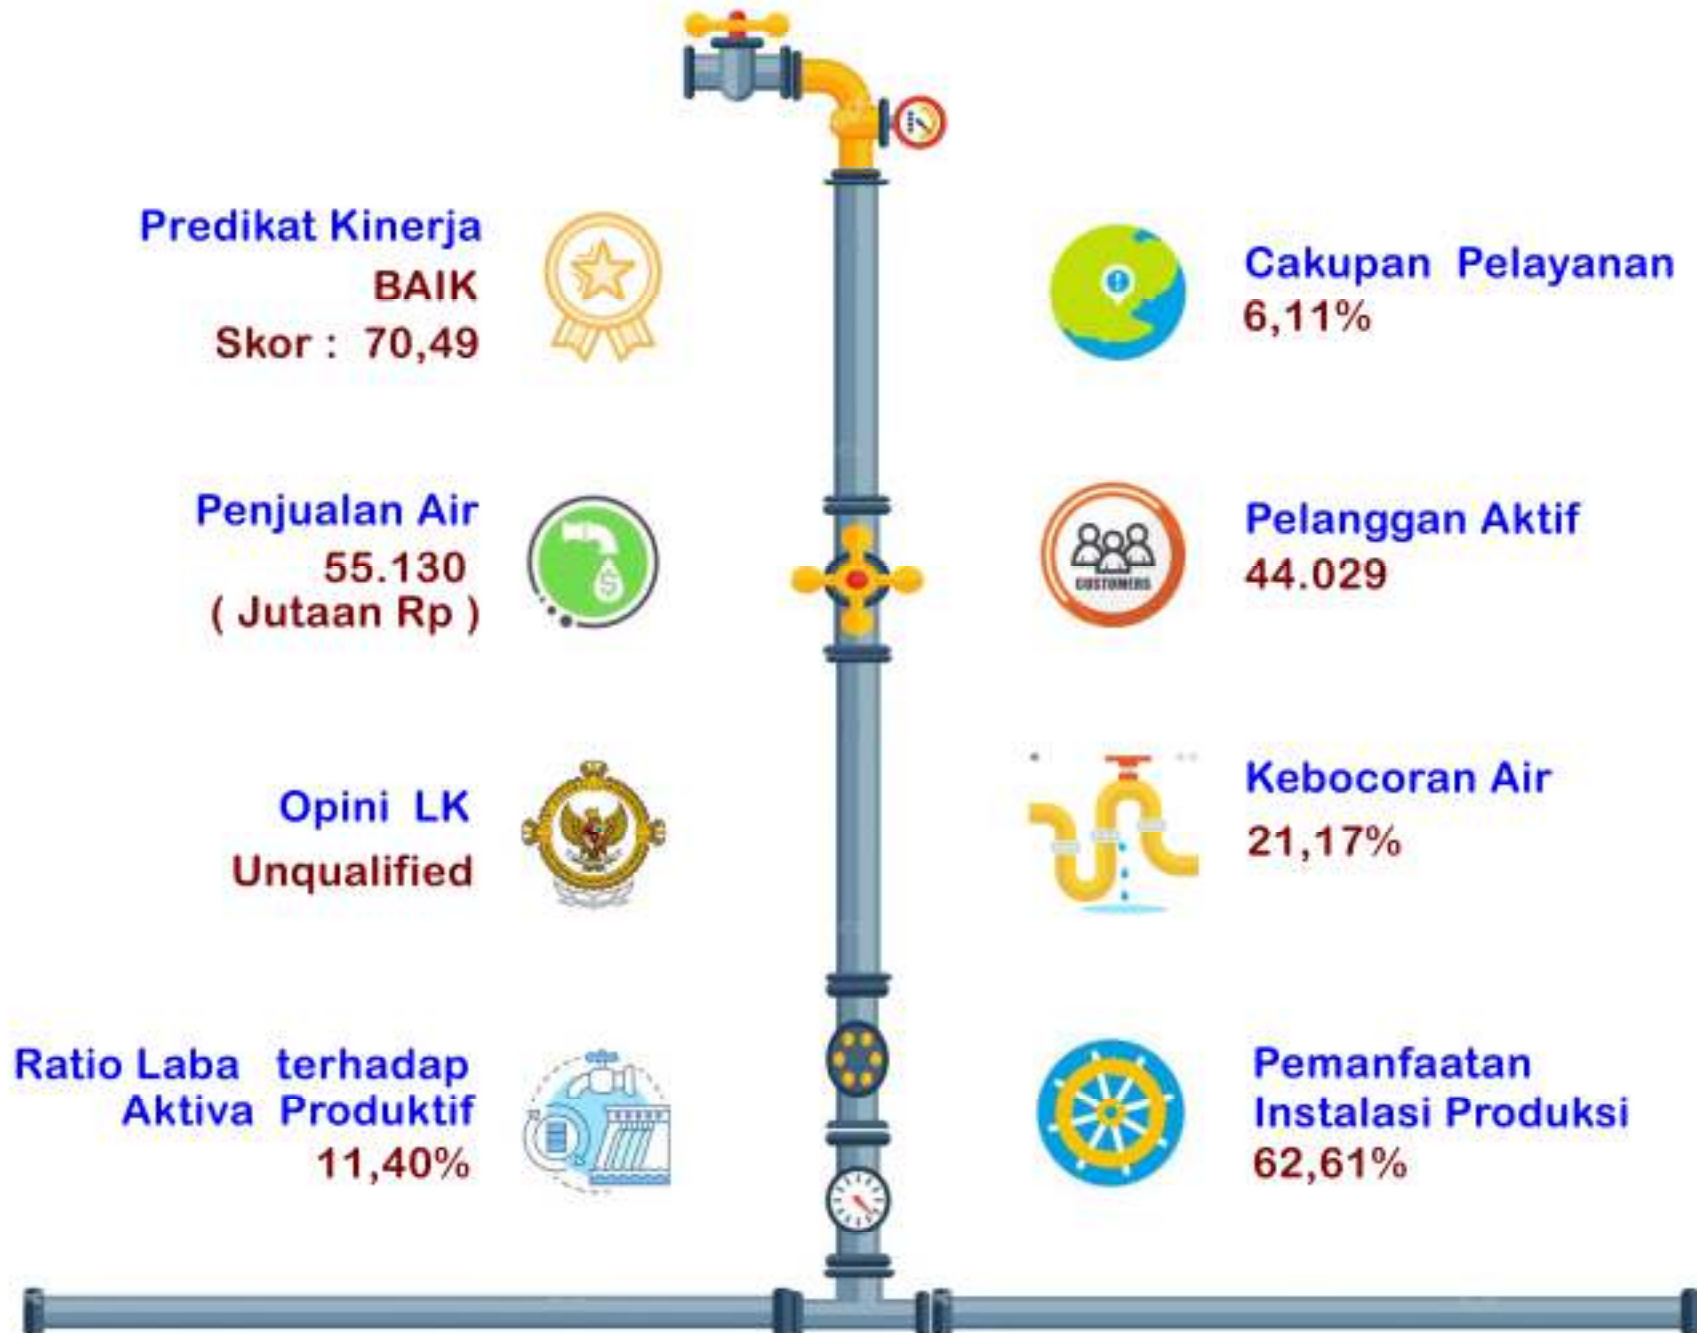 Predikat Kinerja
BAIK
Skor : 70,49
Penjualan Air
55.130
( Jutaan Rp )
Opini LK
Unqualified
Ratio Laba terhadap
Aktiva Produktif
11,40%
Cakupan Pelayanan
6,11%
CUSTOMERS
Pelanggan Aktif
44.029
Kebocoran Air
21,17%
Pemanfaatan
Instalasi Produksi
62,61%